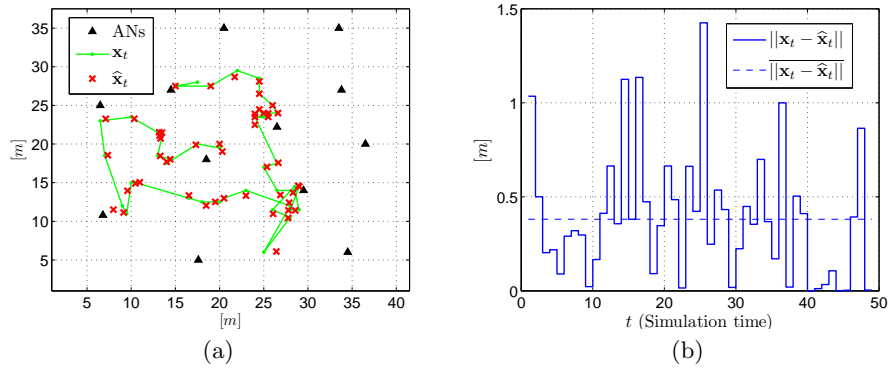 ANs
x_t
x̂_t
35
30
25
20
15
10
5
[m]
5 10 15 20 25 30 35 40
[m]
(a)
||x_t − x̂_t||
||x_t − x̂_t||
1.5
1
0.5
0
[m]
0 10 20 30 40 50
t (Simulation time)
(b)